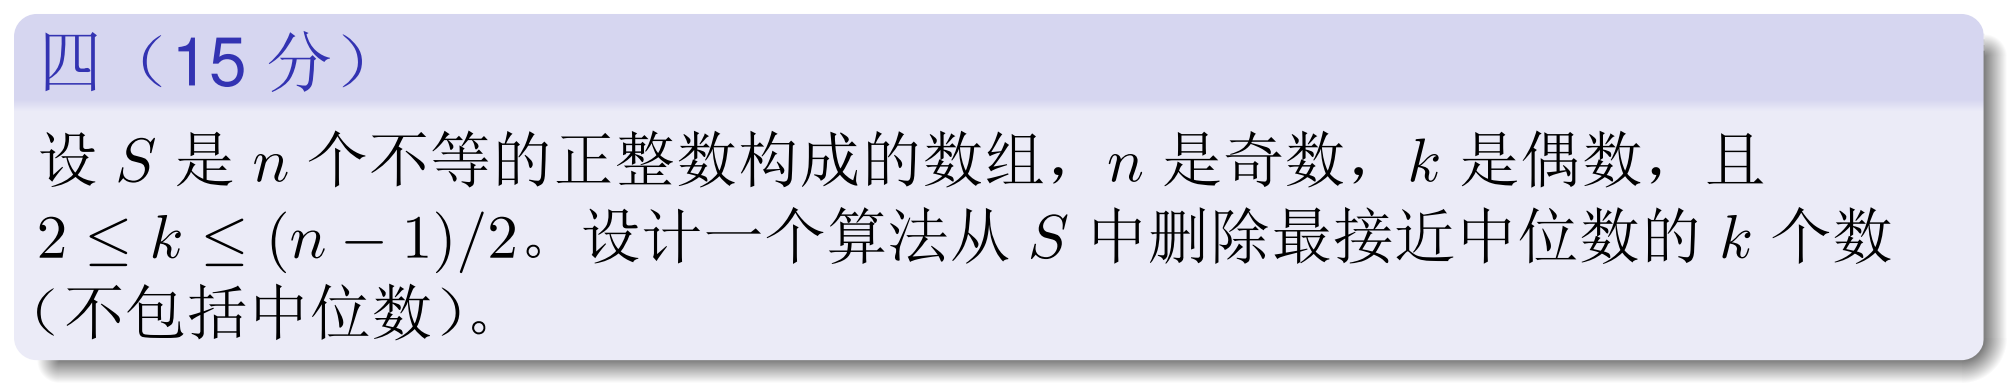 四（15 分）
设 S 是 n 个不等的正整数构成的数组，n 是奇数，k 是偶数，且
2 ≤ k ≤ (n − 1)/2。设计一个算法从 S 中删除最接近中位数的 k 个数
（不包括中位数）。